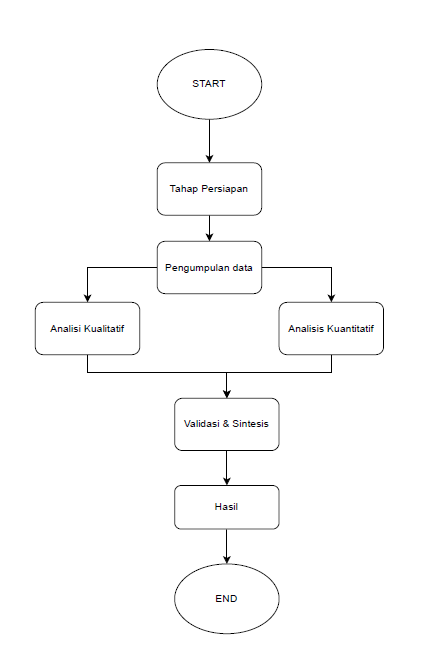 START
Tahap Persiapan
Pengumpulan data
Analisi Kualitatif
Analisis Kuantitatif
Validasi & Sintesis
Hasil
END